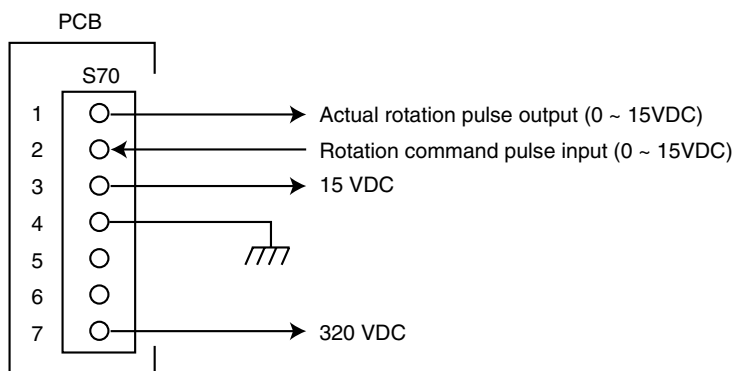 PCB
S70
1 Actual rotation pulse output (0 ~ 15VDC)
2 Rotation command pulse input (0 ~ 15VDC)
3 15 VDC
4
5
6
7 320 VDC